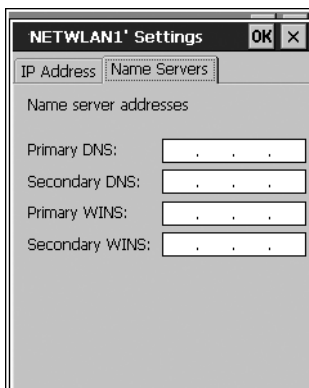 NETWLAN1' Settings OK ×
IP Address Name Servers
Name server addresses
Primary DNS: . . .
Secondary DNS: . . .
Primary WINS: . . .
Secondary WINS: . . .